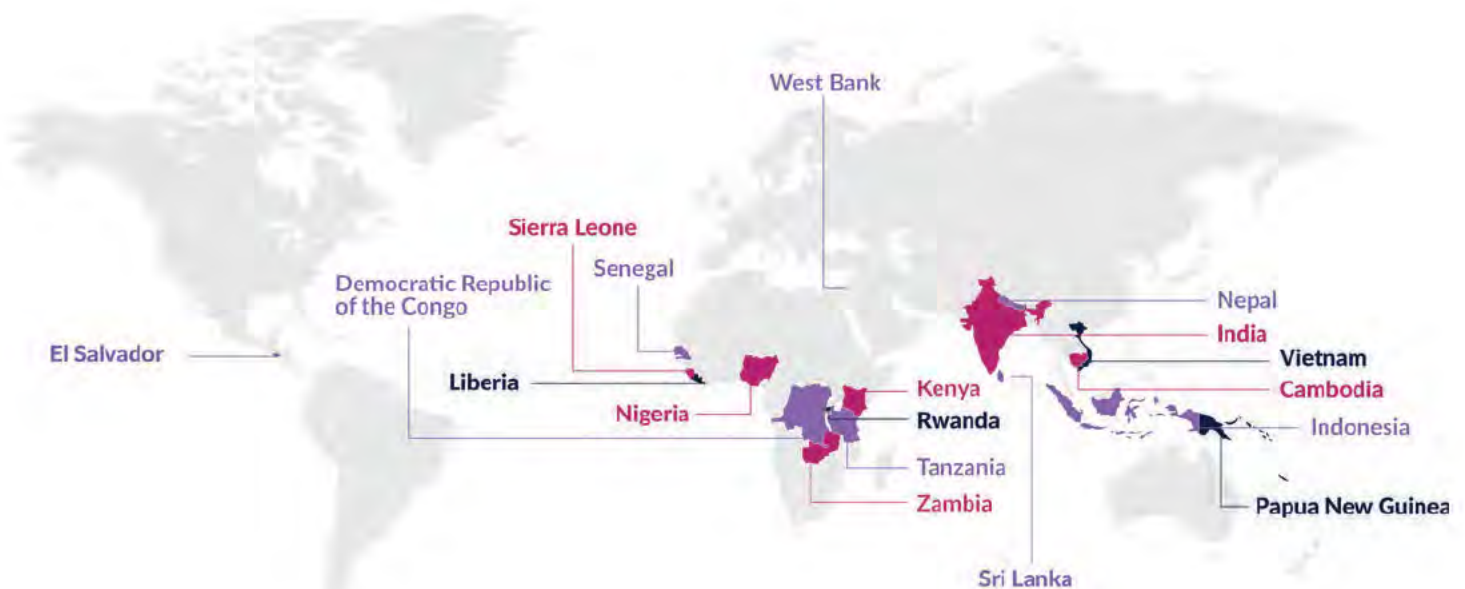 West Bank
Sierra Leone
Senegal
Democratic Republic
of the Congo
Nepal
India
El Salvador
Vietnam
Liberia
Kenya
Cambodia
Nigeria
Rwanda
Indonesia
Tanzania
Zambia
Papua New Guinea
Sri Lanka